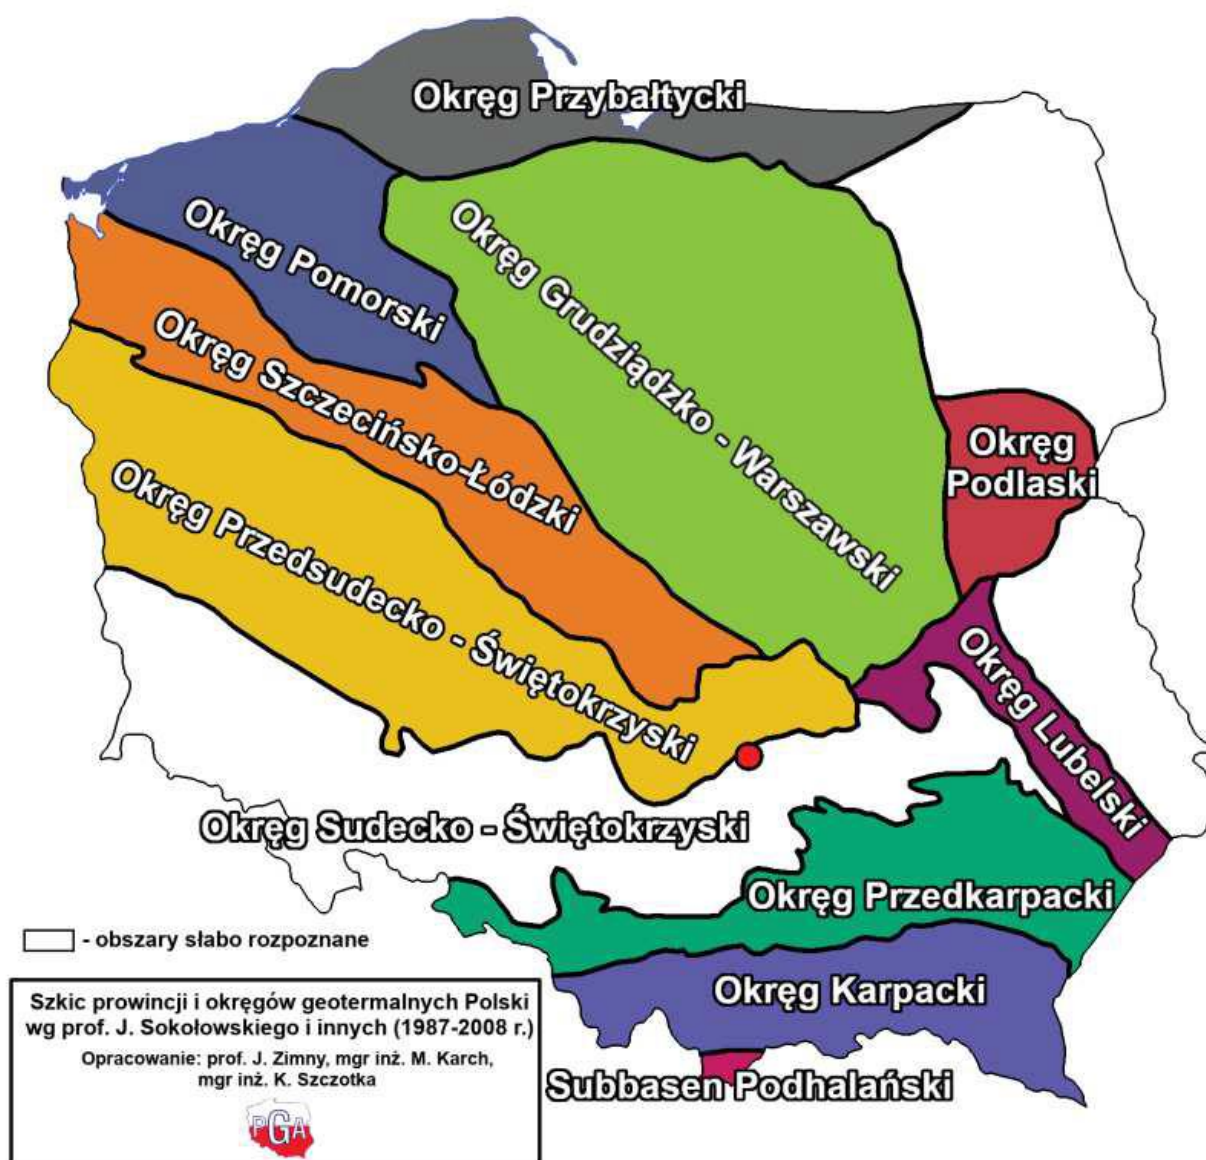 Okręg Przybałtycki
Okręg Pomorski
Okręg Grudziądzko - Warszawski
Okręg Szczecińsko-Łódzki
Okręg
Podlaski
Okręg Przedsudecko - Świętokrzyski
Okręg Lubelski
Okręg Sudecko - Świętokrzyski
Okręg Przedkarpacki
- obszary słabo rozpoznane
Okręg Karpacki
Subbasen Podhalański
Szkic prowincji i okręgów geotermalnych Polski
wg prof. J. Sokołowskiego i innych (1987-2008 r.)
Opracowanie: prof. J. Zimny, mgr inż. M. Karch,
mgr inż. K. Szczotka
PGA